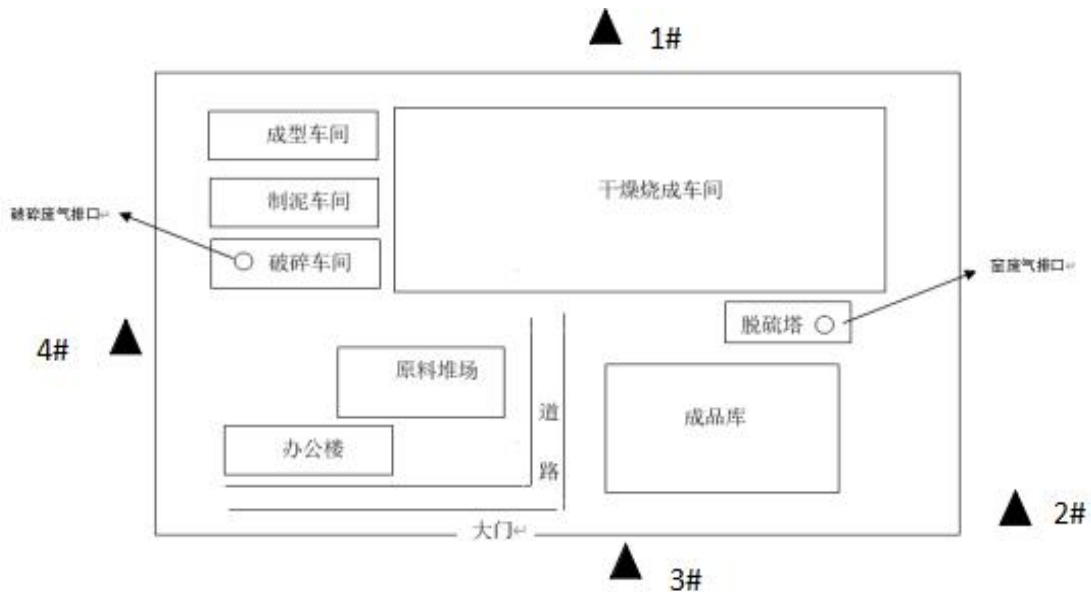 1#
成型车间
制泥车间
干燥烧成车间
破碎废气排口
破碎车间
窑废气排口
脱硫塔
4#
原料堆场
道
路
成品库
办公楼
2#
大门
3#